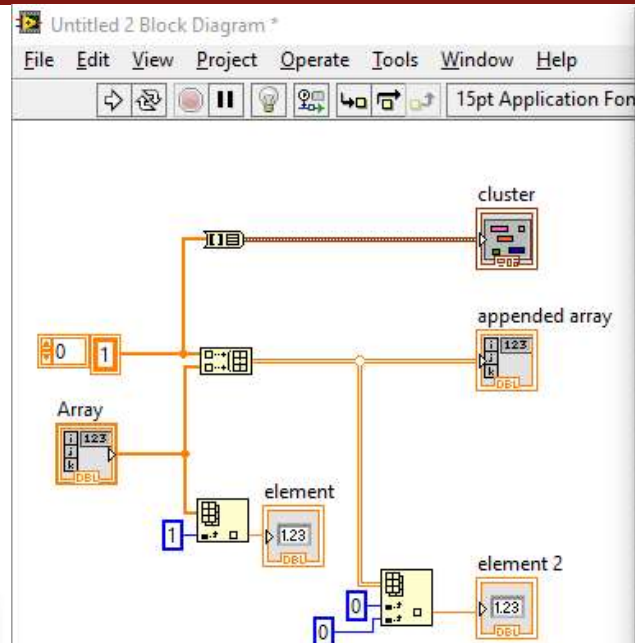 Untitled 2 Block Diagram *
File Edit View Project Operate Tools Window Help
15pt Application Fon
cluster
appended array
i 123
j
k
DBL
0 1
Array
i 123
j
k
DBL
element
1
1.23
DBL
element 2
0
1.23
DBL
0